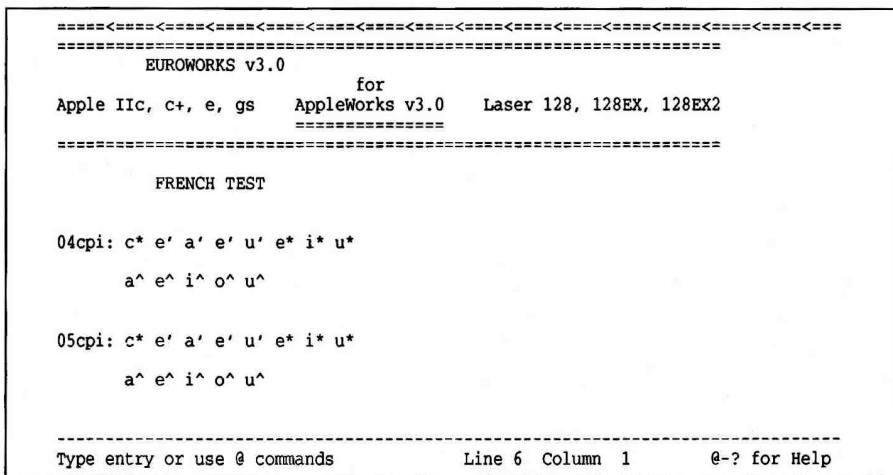 =====<====<====<====<====<====<====<====<====<====<====<====<====<====<====<===
===================================================================
EUROWORKS v3.0
for
Apple IIc, c+, e, gs AppleWorks v3.0 Laser 128, 128EX, 128EX2
===============
===================================================================
FRENCH TEST
04cpi: c* e' a' e' u' e* i* u*
a^ e^ i^ o^ u^
05cpi: c* e' a' e' u' e* i* u*
a^ e^ i^ o^ u^
-------------------------------------------------------------------------------
Type entry or use @ commands Line 6 Column 1 @-? for Help